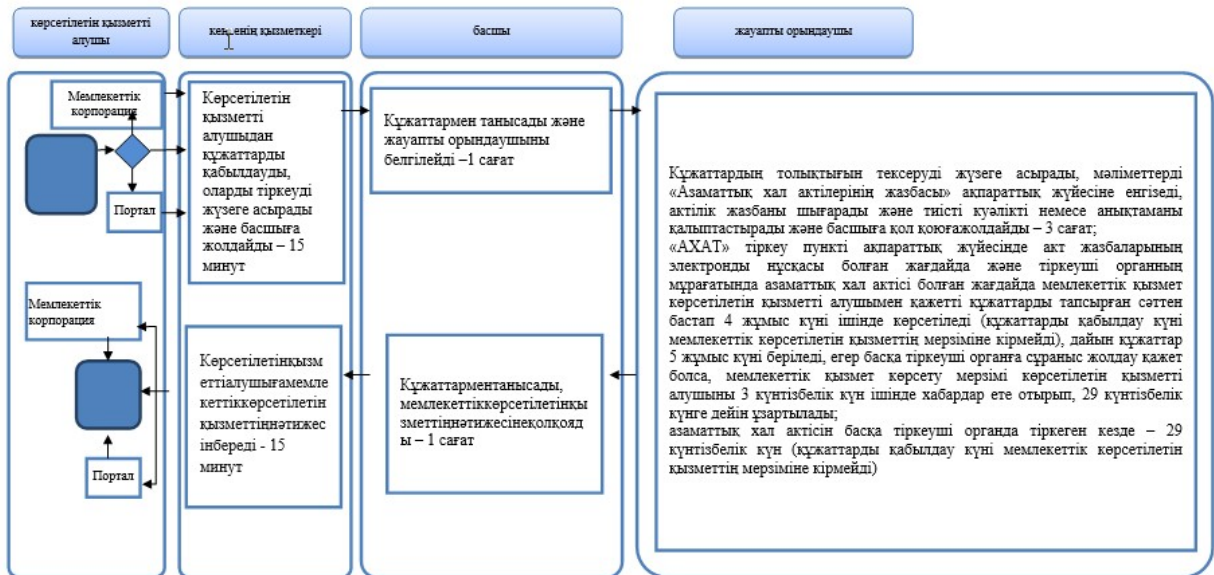 көрсетілетін қызметті
алушы
қызметкері
басшы
жауапты орындаушы
Мемлекеттік
корпорация
Портал
Көрсетілетін
қызметті
алушыдан
құжаттарды
қабылдауды,
оларды тіркеуді
жүзеге асырады
және басшыға
жолдайды – 15
минут
Құжаттармен танысады және
жауапты орындаушыны
белгілейді –1 сағат
Құжаттардың толықтығын тексеруді жүзеге асырады, мәліметтерді
«Азаматтық хал актілерінің жазбасы» ақпараттық жүйесіне енгізеді,
актілік жазбаны шығарады және тиісті куәлікті немесе анықтаманы
қалыптастырады және басшыға қол қоюғажолдайды – 3 сағат;
«АХАТ» тіркеу пункті ақпараттық жүйесінде акт жазбаларының
электронды нұсқасы болған жағдайда және тіркеуші органның
мұрағатында азаматтық хал актісі болған жағдайда мемлекеттік қызмет
көрсетілетін қызметті алушымен қажетті құжаттарды тапсырған сәттен
бастап 4 жұмыс күні ішінде көрсетіледі (құжаттарды қабылдау күні
мемлекеттік көрсетілетін қызметтің мерзіміне кірмейді), дайын құжаттар
5 жұмыс күні беріледі, егер басқа тіркеуші органға сұраныс жолдау қажет
болса, мемлекеттік қызмет көрсету мерзімі көрсетілетін қызметті
алушыны 3 күнтізбелік күн ішінде хабардар ете отырып, 29 күнтізбелік
күнге дейін ұзартылады;
азаматтық хал актісін басқа тіркеуші органда тіркеген кезде – 29
күнтізбелік күн (құжаттарды қабылдау күні мемлекеттік көрсетілетін
қызметтің мерзіміне кірмейді)
Мемлекеттік
корпорация
Портал
Көрсетілетінқызм
еттіалушығамемле
кеттіккөрсетілетін
қызметтіңнәтижес
інбереді - 15
минут
Құжаттарментанысады,
мемлекеттіккөрсетілетінқы
зметтіңнәтижесінеқолқояд
ы – 1 сағат